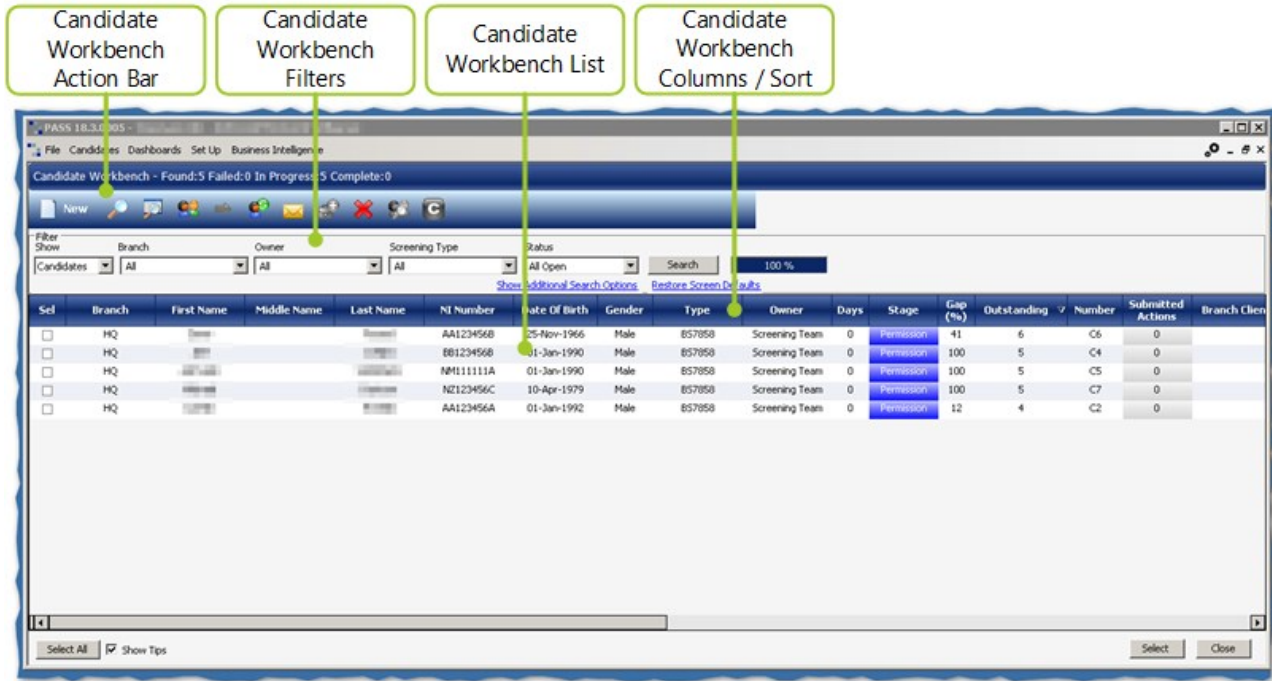 Candidate
Workbench
Action Bar
Candidate
Workbench
Filters
Candidate
Workbench List
Candidate
Workbench
Columns / Sort
PASS 18.3.0005 -
File Candidates Dashboards Set Up Business Intelligence
Candidate Workbench - Found:5 Failed:0 In Progress:5 Complete:0
New
Filter
Show Branch Owner Screening Type Status
Candidates All All All All Open Search 100 %
Show Additional Search Options Restore Screen Defaults
Sel Branch First Name Middle Name Last Name NI Number Date Of Birth Gender Type Owner Days Stage Gap (%) Outstanding Number Submitted Actions Branch Clien
HQ AA123456B 25-Nov-1966 Male BS7858 Screening Team 0 Permission 41 6 C6 0
HQ BB123456B 01-Jan-1990 Male BS7858 Screening Team 0 Permission 100 5 C4 0
HQ NM111111A 01-Jan-1990 Male BS7858 Screening Team 0 Permission 100 5 C5 0
HQ NZ123456C 10-Apr-1979 Male BS7858 Screening Team 0 Permission 100 5 C7 0
HQ AA123456A 01-Jan-1992 Male BS7858 Screening Team 0 Permission 12 4 C2 0
Select All Show Tips Select Close